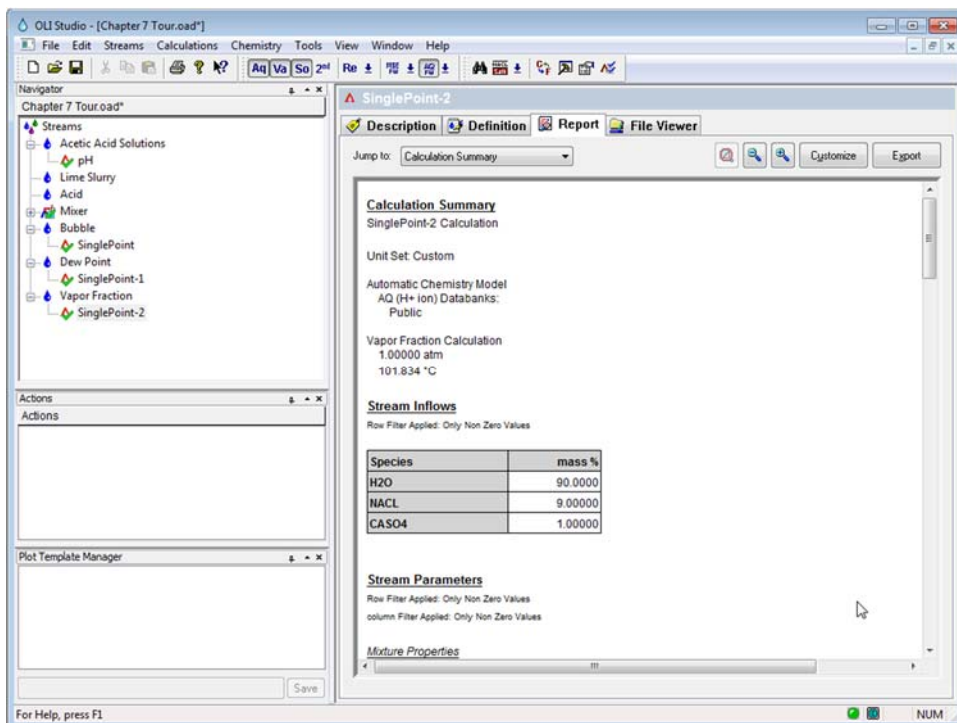 OLI Studio - [Chapter 7 Tour.oad*]
File Edit Streams Calculations Chemistry Tools View Window Help
Aq Va So 2nd Re
Navigator
Chapter 7 Tour.oad*
Streams
Acetic Acid Solutions
pH
Lime Slurry
Acid
Mixer
Bubble
SinglePoint
Dew Point
SinglePoint-1
Vapor Fraction
SinglePoint-2
Actions
Actions
Plot Template Manager
Save
SinglePoint-2
Description Definition Report File Viewer
Jump to: Calculation Summary Customize Export
Calculation Summary
SinglePoint-2 Calculation
Unit Set: Custom
Automatic Chemistry Model
AQ (H+ ion) Databanks:
Public
Vapor Fraction Calculation
1.00000 atm
101.834 °C
Stream Inflows
Row Filter Applied: Only Non Zero Values
Species mass %
H2O 90.0000
NACL 9.00000
CASO4 1.00000
Stream Parameters
Row Filter Applied: Only Non Zero Values
column Filter Applied: Only Non Zero Values
Mixture Properties
For Help, press F1 NUM